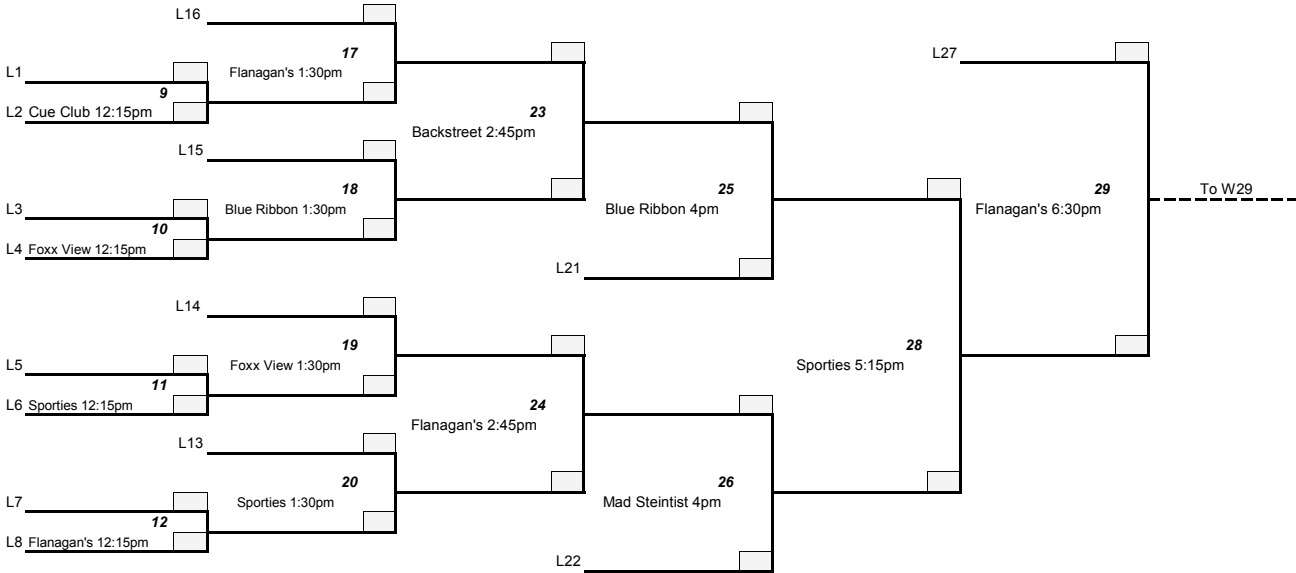 L16
17
Flanagan's 1:30pm
L27
L1
9
L2 Cue Club 12:15pm
23
Backstreet 2:45pm
L15
18
Blue Ribbon 1:30pm
25
Blue Ribbon 4pm
29
Flanagan's 6:30pm
To W29
L3
10
L4 Foxx View 12:15pm
L21
L14
19
Foxx View 1:30pm
28
Sporties 5:15pm
L5
11
L6 Sporties 12:15pm
24
Flanagan's 2:45pm
L13
20
Sporties 1:30pm
26
Mad Steintist 4pm
L7
12
L8 Flanagan's 12:15pm
L22